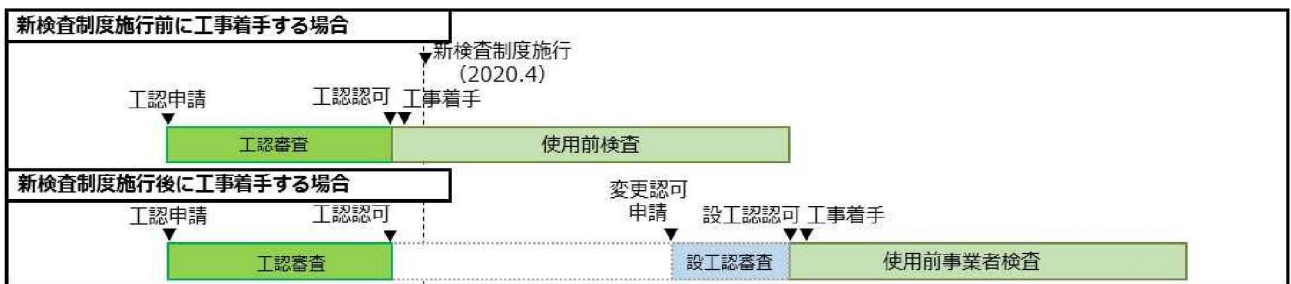 新検査制度施行前に工事着手する場合
新検査制度施行
（2020.4）
工認申請
工認認可
工事着手
工認審査
使用前検査
新検査制度施行後に工事着手する場合
工認申請
工認認可
変更認可
申請
設工認認可
工事着手
工認審査
設工認審査
使用前事業者検査